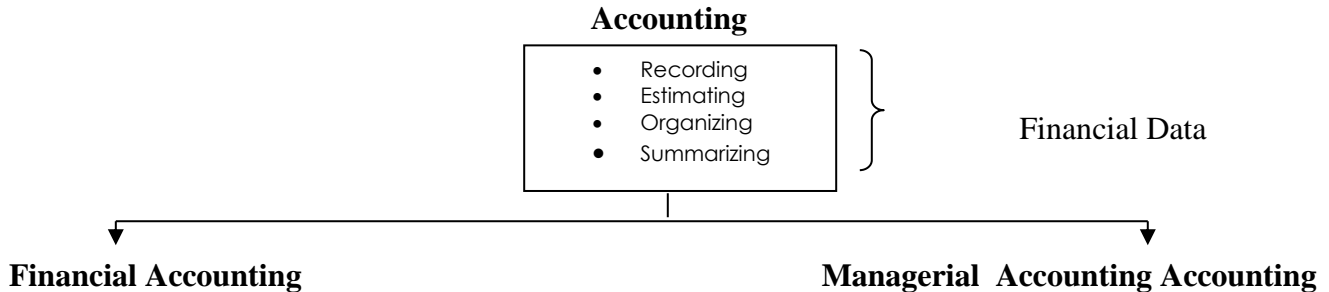 Accounting
• Recording
• Estimating
• Organizing
• Summarizing
Financial Data
Financial Accounting
Managerial Accounting Accounting